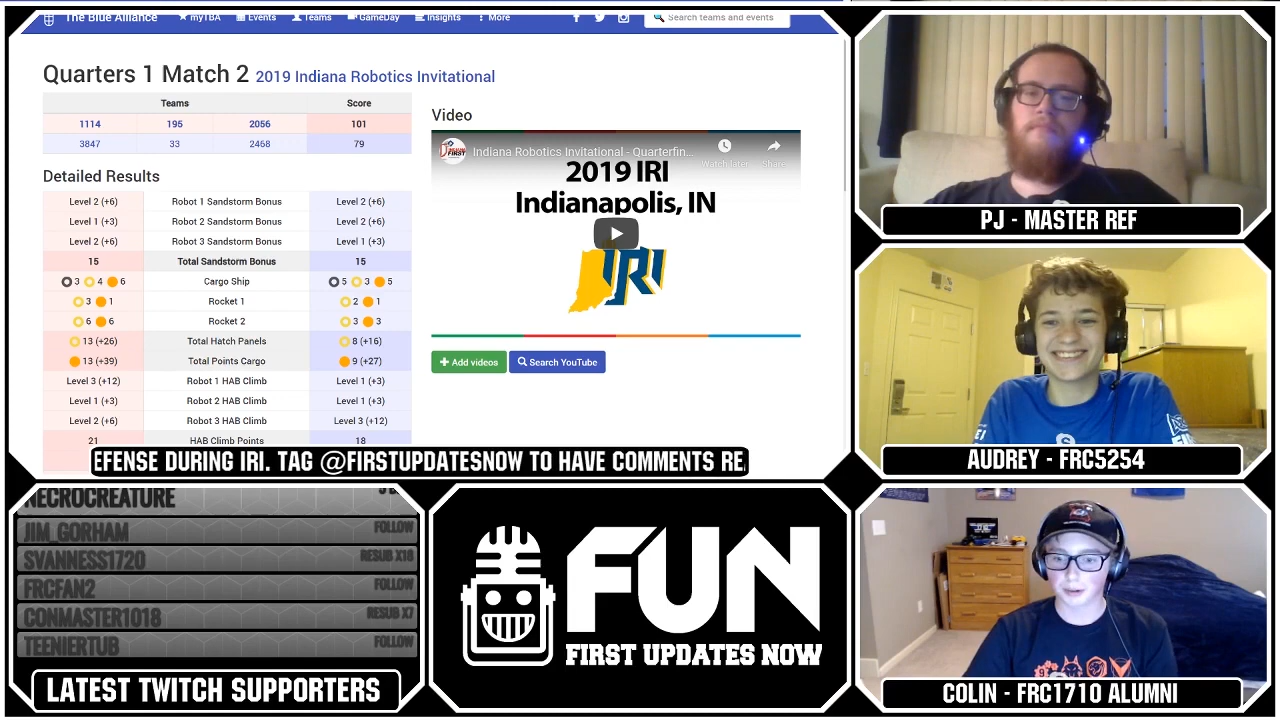 The Blue Alliance
myTBA
Events
Teams
GameDay
Insights
More
Search teams and events
Quarters 1 Match 2 2019 Indiana Robotics Invitational
Teams Score
1114 195 2056 101
3847 33 2468 79
Detailed Results
Level 2 (+6) Robot 1 Sandstorm Bonus Level 2 (+6)
Level 1 (+3) Robot 2 Sandstorm Bonus Level 2 (+6)
Level 2 (+6) Robot 3 Sandstorm Bonus Level 1 (+3)
15 Total Sandstorm Bonus 15
3 4 6 Cargo Ship 5 3 5
3 1 Rocket 1 2 1
6 6 Rocket 2 3 3
13 (+26) Total Hatch Panels 8 (+16)
13 (+39) Total Points Cargo 9 (+27)
Level 3 (+12) Robot 1 HAB Climb Level 1 (+3)
Level 1 (+3) Robot 2 HAB Climb Level 1 (+3)
Level 2 (+6) Robot 3 HAB Climb Level 3 (+12)
21 HAB Climb Points 18
Video
Indiana Robotics Invitational - Quarterfin...
Watch later
Share
2019 IRI
Indianapolis, IN
IRI
Add videos
Search YouTube
EFENSE DURING IRI. TAG @FIRSTUPDATESNOW TO HAVE COMMENTS RE
PJ - MASTER REF
AUDREY - FRC5254
COLIN - FRC1710 ALUMNI
NECROCREATURE
JIM_GORHAM FOLLOW
SVANNESS1720 RESUB X18
FRCFAN2 FOLLOW
CONMASTER1018 RESUB X7
TEENIERTUB FOLLOW
LATEST TWITCH SUPPORTERS
FUN
FIRST UPDATES NOW